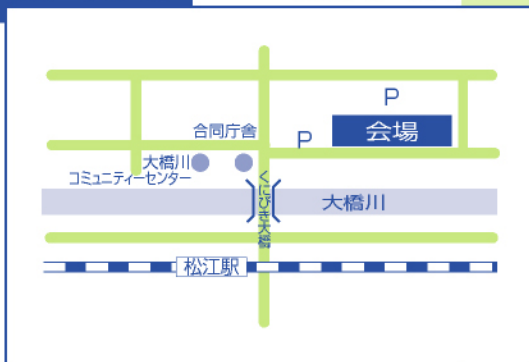 P
会場
合同庁舎
P
大橋川
コミュニティーセンター
くにびき大橋
大橋川
松江駅